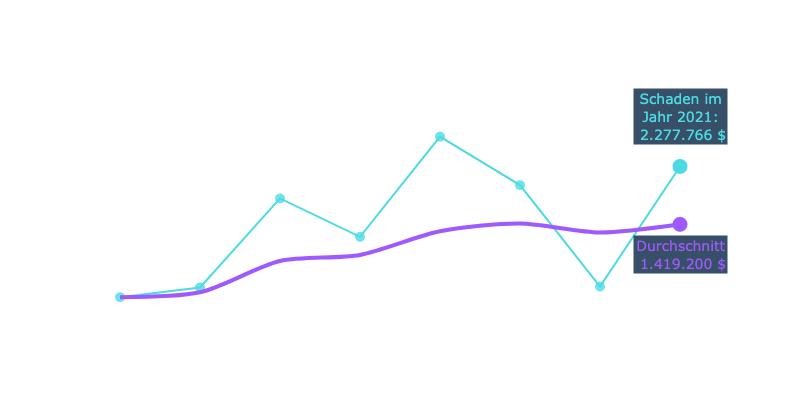 Schaden im
Jahr 2021:
2.277.766 $
Durchschnitt
1.419.200 $